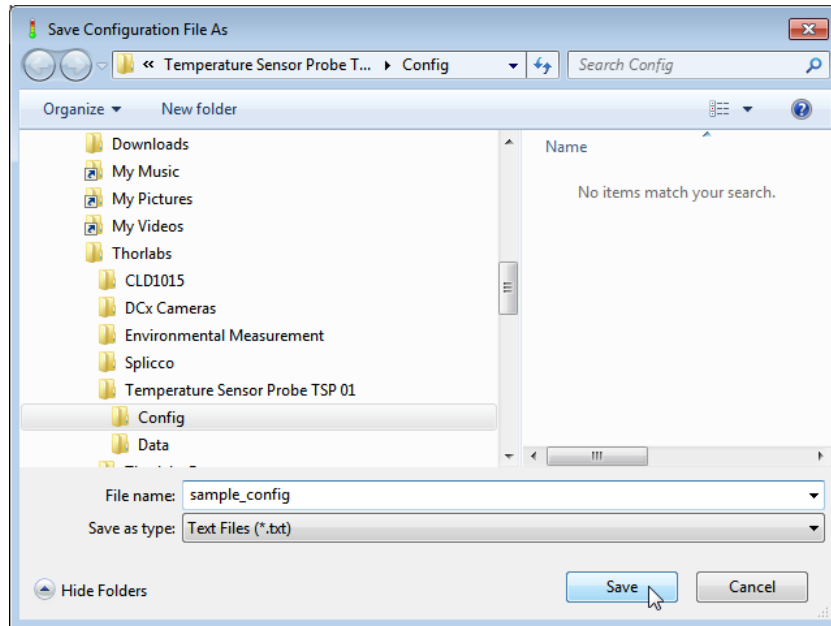 Save Configuration File As
« Temperature Sensor Probe T... Config
Search Config
Organize New folder
Downloads
My Music
My Pictures
My Videos
Thorlabs
CLD1015
DCx Cameras
Environmental Measurement
Splicco
Temperature Sensor Probe TSP 01
Config
Data
Name
No items match your search.
File name: sample_config
Save as type: Text Files (*.txt)
Hide Folders
Save Cancel